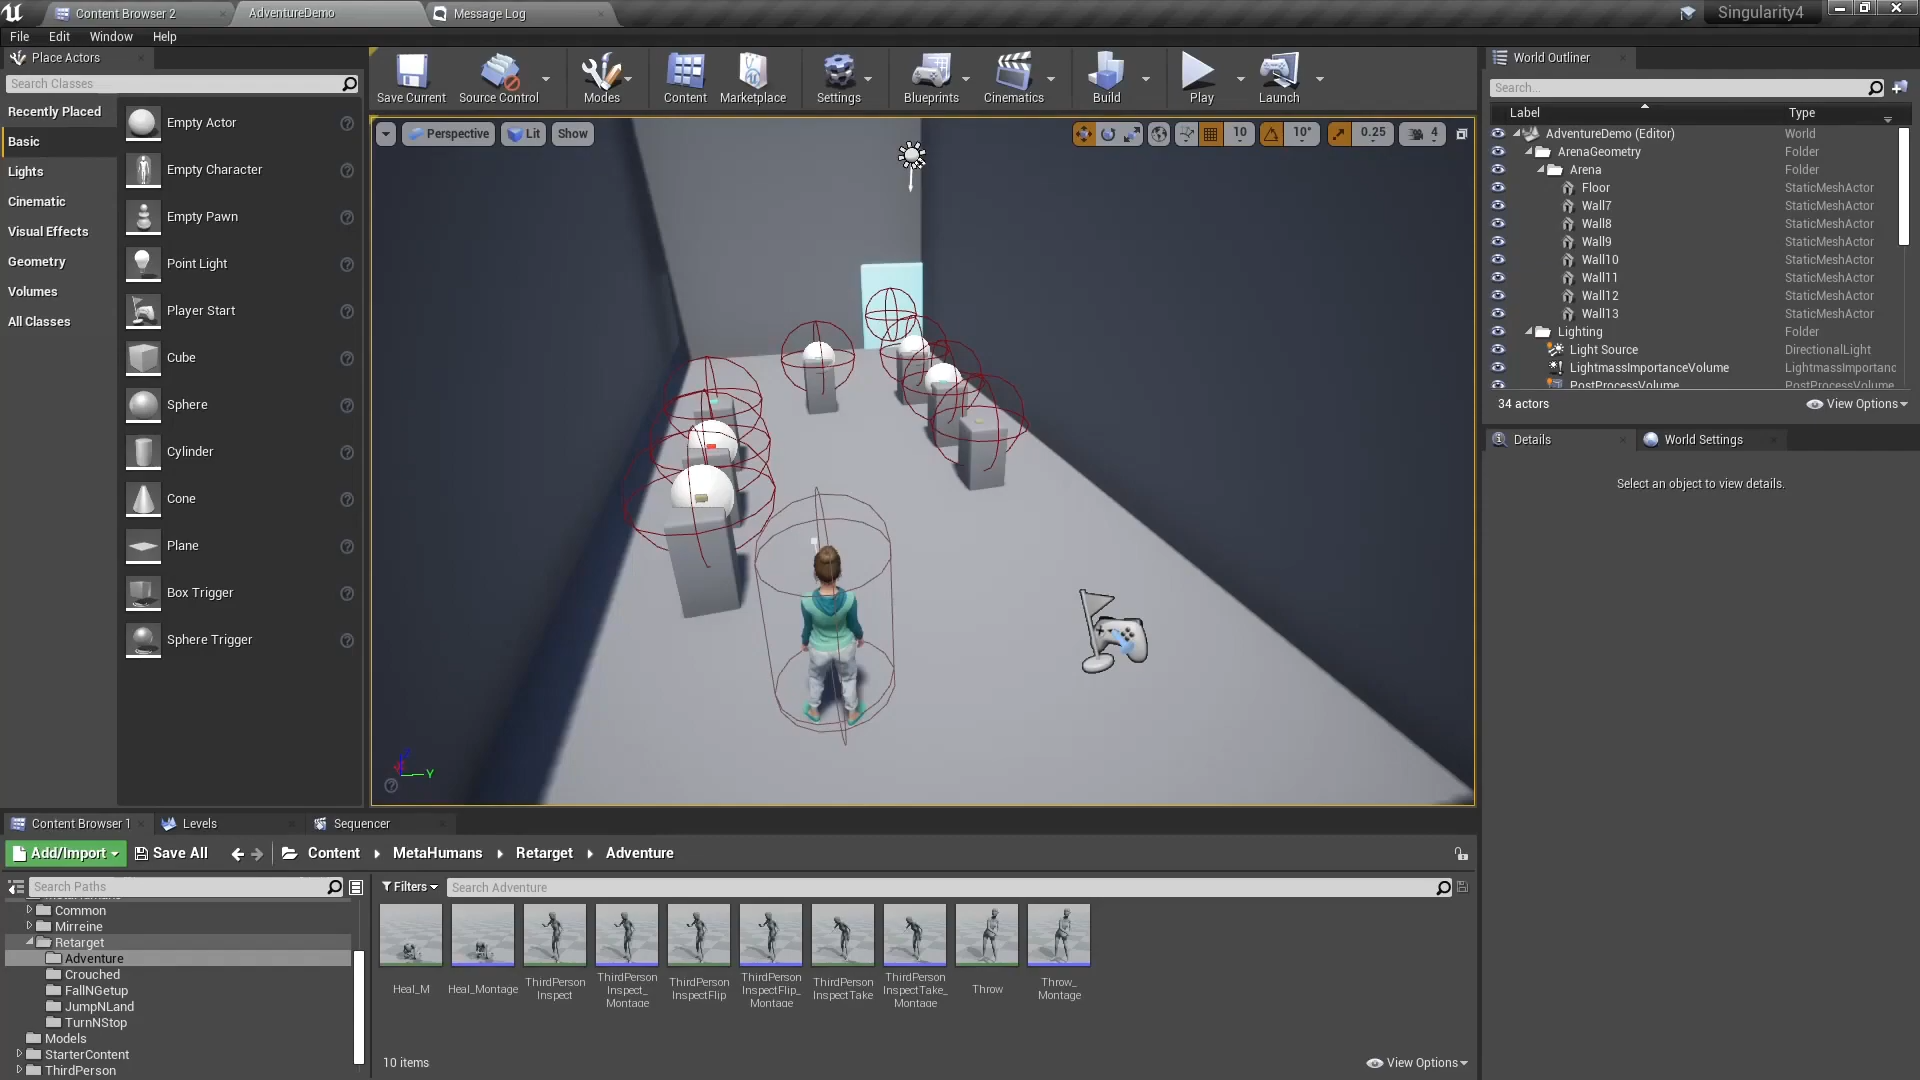 Content Browser 2
AdventureDemo
Message Log
Singularity4
File
Edit
Window
Help
Place Actors
Search Classes
Recently Placed
Basic
Lights
Cinematic
Visual Effects
Geometry
Volumes
All Classes
Empty Actor
Empty Character
Empty Pawn
Point Light
Player Start
Cube
Sphere
Cylinder
Cone
Plane
Box Trigger
Sphere Trigger
Save Current
Source Control
Modes
Content
Marketplace
Settings
Blueprints
Cinematics
Build
Play
Launch
Perspective
Lit
Show
10
10°
0.25
4
Y
World Outliner
Search...
Label
Type
AdventureDemo (Editor) World
ArenaGeometry Folder
Arena Folder
Floor StaticMeshActor
Wall7 StaticMeshActor
Wall8 StaticMeshActor
Wall9 StaticMeshActor
Wall10 StaticMeshActor
Wall11 StaticMeshActor
Wall12 StaticMeshActor
Wall13 StaticMeshActor
Lighting Folder
Light Source DirectionalLight
LightmassImportanceVolume LightmassImportanc
PostProcessVolume PostProcessVolume
34 actors
View Options
Details
World Settings
Select an object to view details.
Content Browser 1
Levels
Sequencer
Add/Import
Save All
Content
MetaHumans
Retarget
Adventure
Search Paths
Filters
Search Adventure
Common
Mirreine
Retarget
Adventure
Crouched
FallNGetup
JumpNLand
TurnNStop
Models
StarterContent
ThirdPerson
Heal_M
Heal_Montage
ThirdPerson
Inspect
ThirdPerson
Inspect_
Montage
ThirdPerson
InspectFlip
ThirdPerson
InspectFlip_
Montage
ThirdPerson
InspectTake
ThirdPerson
InspectTake_
Montage
Throw
Throw_
Montage
10 items
View Options